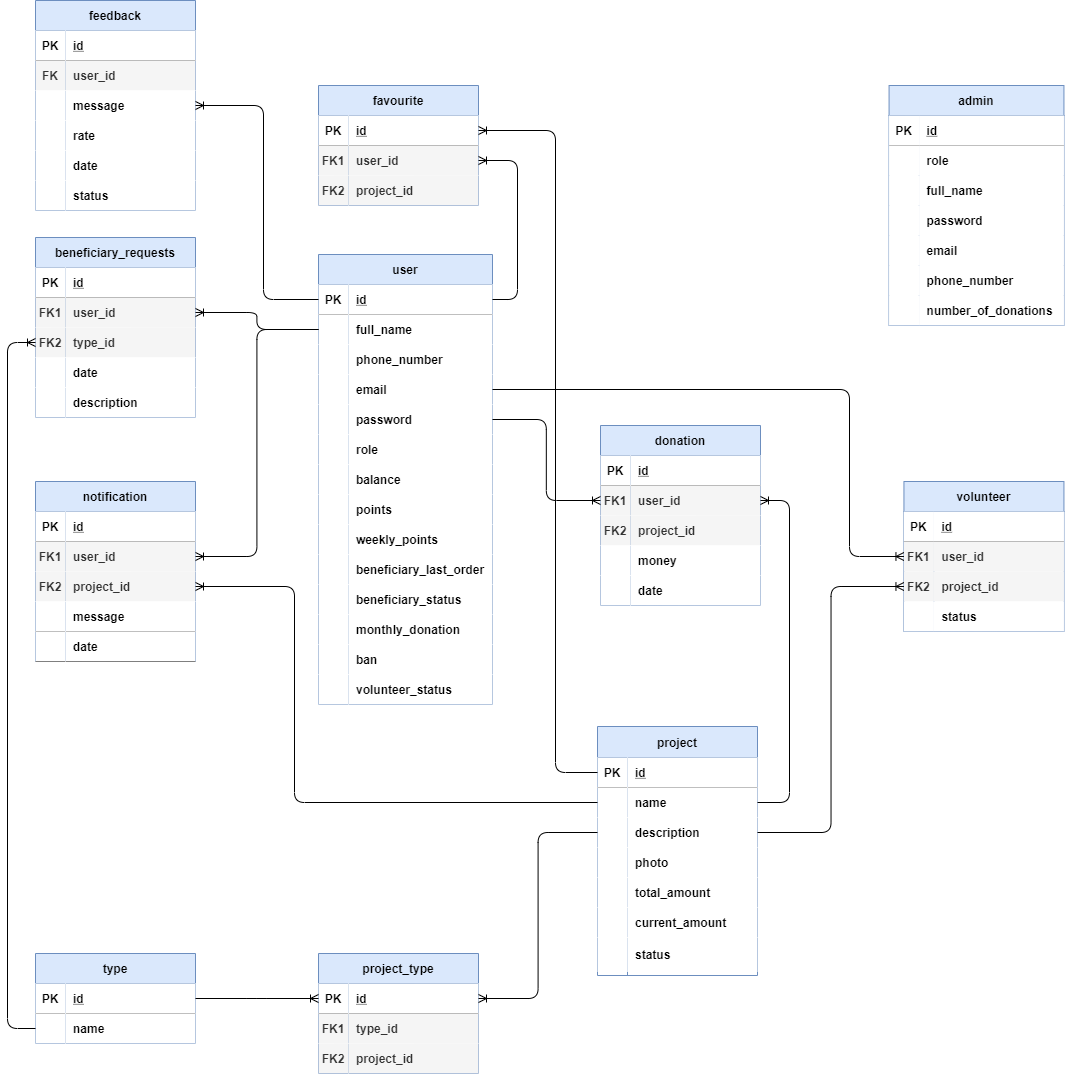 feedback
PK id
FK user_id
message
rate
date
status
favourite
PK id
FK1 user_id
FK2 project_id
admin
PK id
role
full_name
password
email
phone_number
number_of_donations
beneficiary_requests
PK id
FK1 user_id
FK2 type_id
date
description
user
PK id
full_name
phone_number
email
password
role
balance
points
weekly_points
beneficiary_last_order
beneficiary_status
monthly_donation
ban
volunteer_status
donation
PK id
FK1 user_id
FK2 project_id
money
date
notification
PK id
FK1 user_id
FK2 project_id
message
date
volunteer
PK id
FK1 user_id
FK2 project_id
status
project
PK id
name
description
photo
total_amount
current_amount
status
type
PK id
name
project_type
PK id
FK1 type_id
FK2 project_id